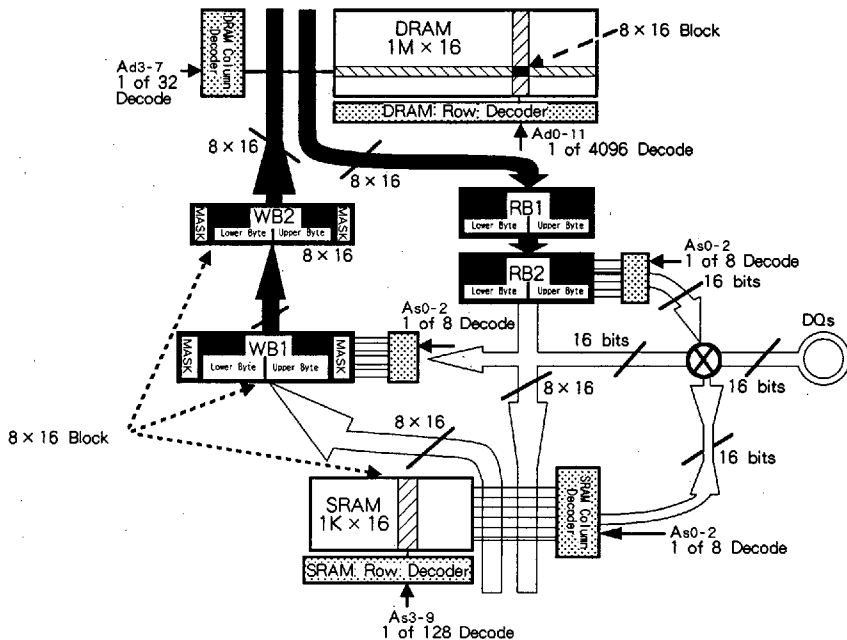 DRAM Column
Decoder
DRAM
1M × 16
8 × 16 Block
Ad3-7
1 of 32
Decode
DRAM Row Decoder
Ad0-11
1 of 4096 Decode
8 × 16
8 × 16
MASK
WB2
Lower Byte
Upper Byte
MASK
8 × 16
RB1
Lower Byte
Upper Byte
RB2
Lower Byte
Upper Byte
As0-2
1 of 8 Decode
16 bits
As0-2
1 of 8 Decode
MASK
WB1
Lower Byte
Upper Byte
MASK
16 bits
DQs
16 bits
8 × 16
8 × 16
8 × 16 Block
16 bits
SRAM
1K × 16
SRAM Column
Decoder
As0-2
1 of 8 Decode
SRAM Row Decoder
As3-9
1 of 128 Decode